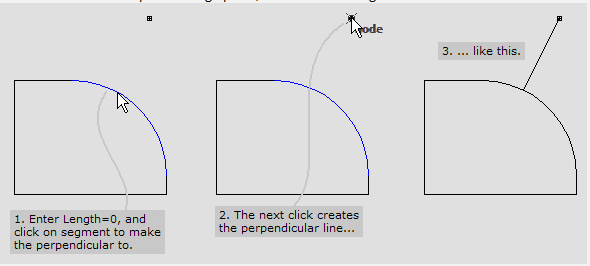 ode
3. ... like this.
1. Enter Length=0, and
click on segment to make
the perpendicular to.
2. The next click creates
the perpendicular line...